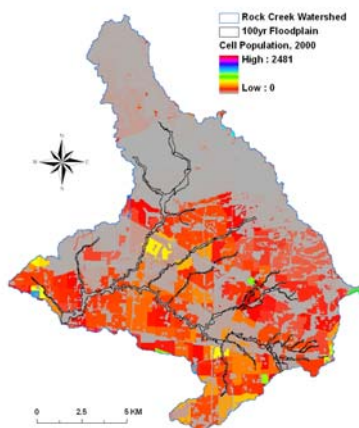 Rock Creek Watershed
100yr Floodplain
Cell Population, 2000
High : 2481
Low : 0
N
S
0 2.5 5 KM